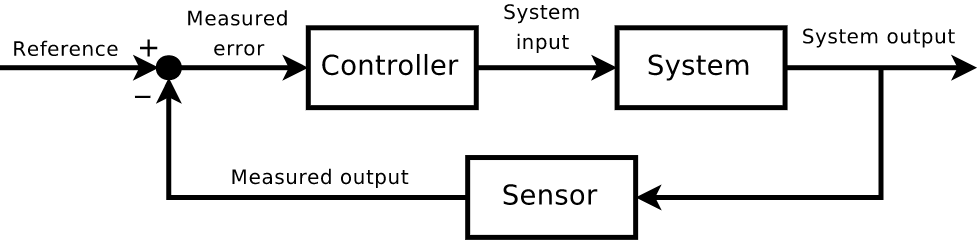 System
Measured
input
System output
Reference
+
error
Controller
System
−
Measured output
Sensor